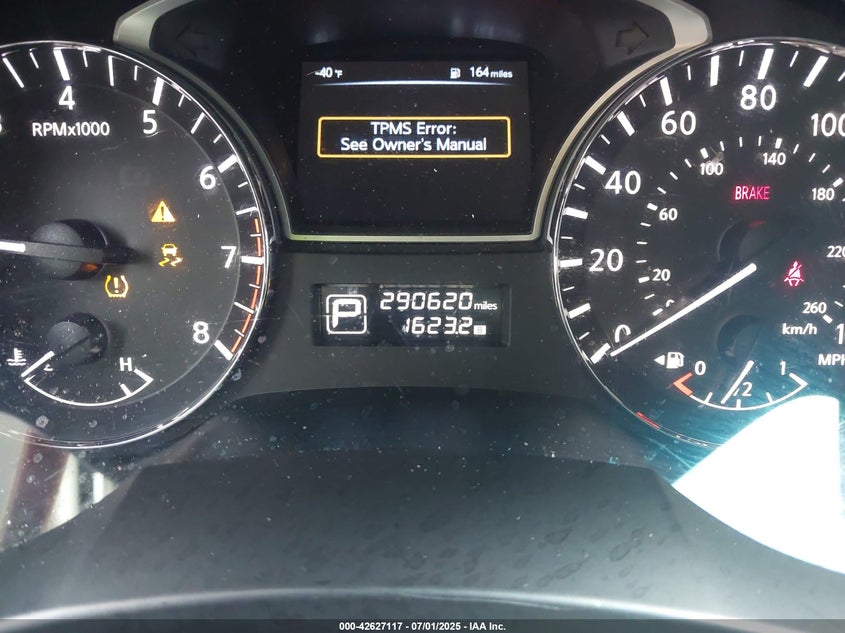 -40 °F 164 miles
TPMS Error:
See Owner's Manual
4
5
6
7
8
RPMx1000
H
P 290620 miles
1623.2 B
0
20
40
60
80
100
20
60
100
140
180
220
260
km/h
MPH
BRAKE
0 1/2 1
000-42627117 - 07/01/2025 - IAA Inc.